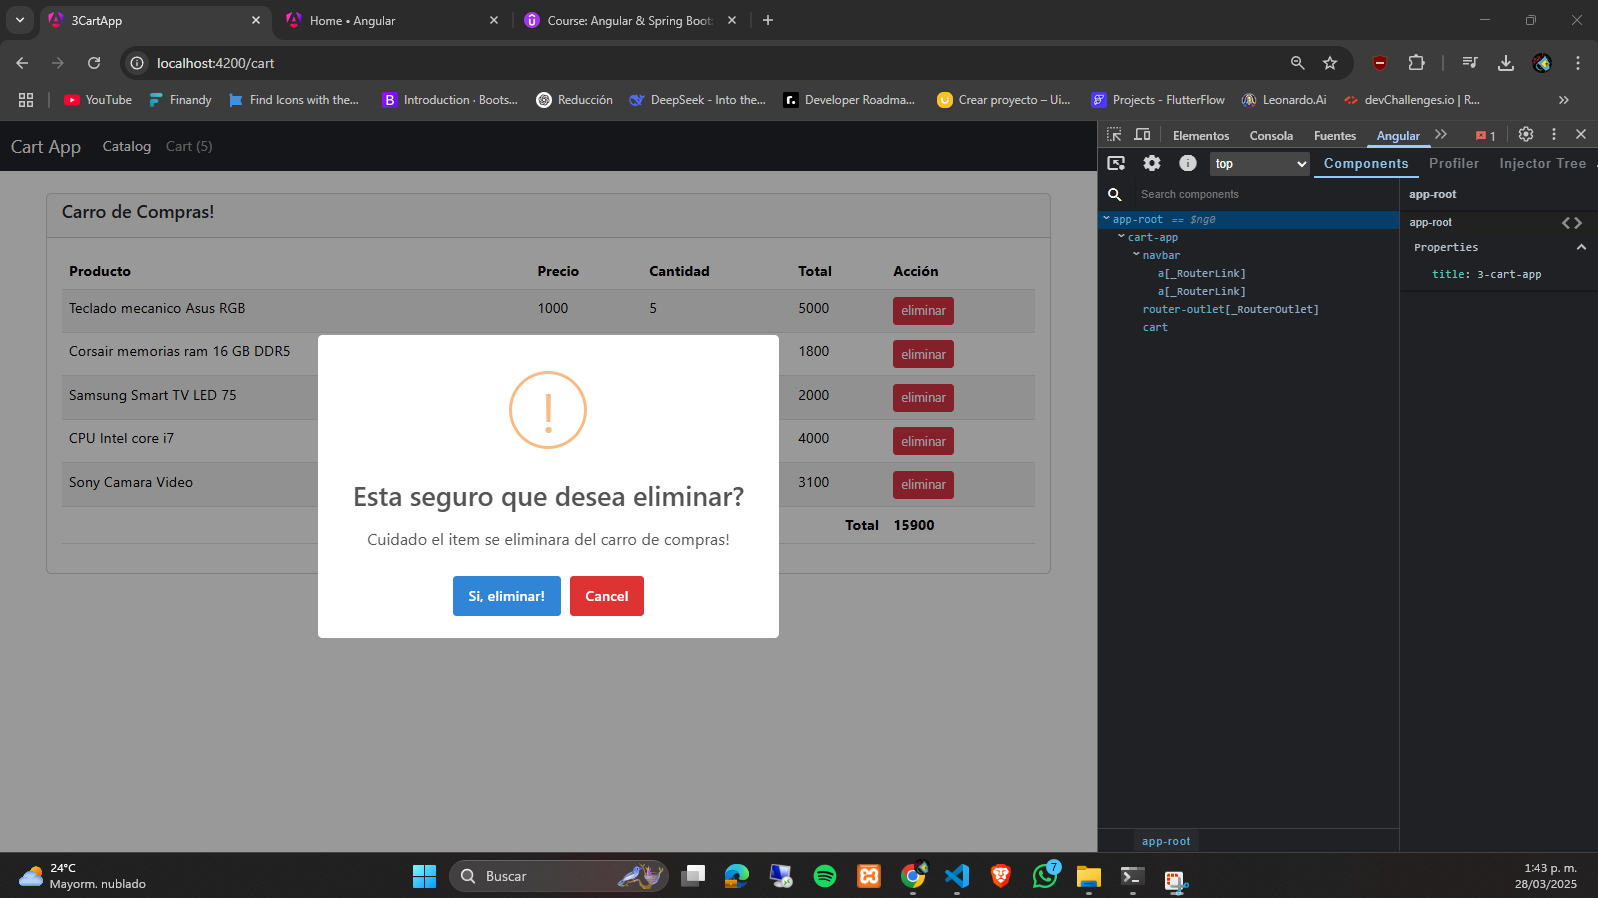 3CartApp
Home • Angular
Course: Angular & Spring Boot:
localhost:4200/cart
YouTube
Finandy
Find Icons with the...
B Introduction · Boots...
Reducción
DeepSeek - Into the...
r. Developer Roadma...
Crear proyecto – Ui...
Projects - FlutterFlow
Leonardo.Ai
devChallenges.io | R...
Cart App
Catalog
Cart (5)
Elementos
Consola
Fuentes
Angular
1
top
Components
Profiler
Injector Tree
Search components
app-root == $ng0
cart-app
navbar
a[_RouterLink]
a[_RouterLink]
router-outlet[_RouterOutlet]
cart
app-root
app-root
app-root
Properties
title: 3-cart-app
Carro de Compras!
Producto Precio Cantidad Total Acción
Teclado mecanico Asus RGB 1000 5 5000 eliminar
Corsair memorias ram 16 GB DDR5 1800 eliminar
Samsung Smart TV LED 75 2000 eliminar
CPU Intel core i7 4000 eliminar
Sony Camara Video 3100 eliminar
Total 15900
!
Esta seguro que desea eliminar?
Cuidado el item se eliminara del carro de compras!
Si, eliminar!
Cancel
24°C
Mayorm. nublado
Buscar
7
1:43 p. m.
28/03/2025